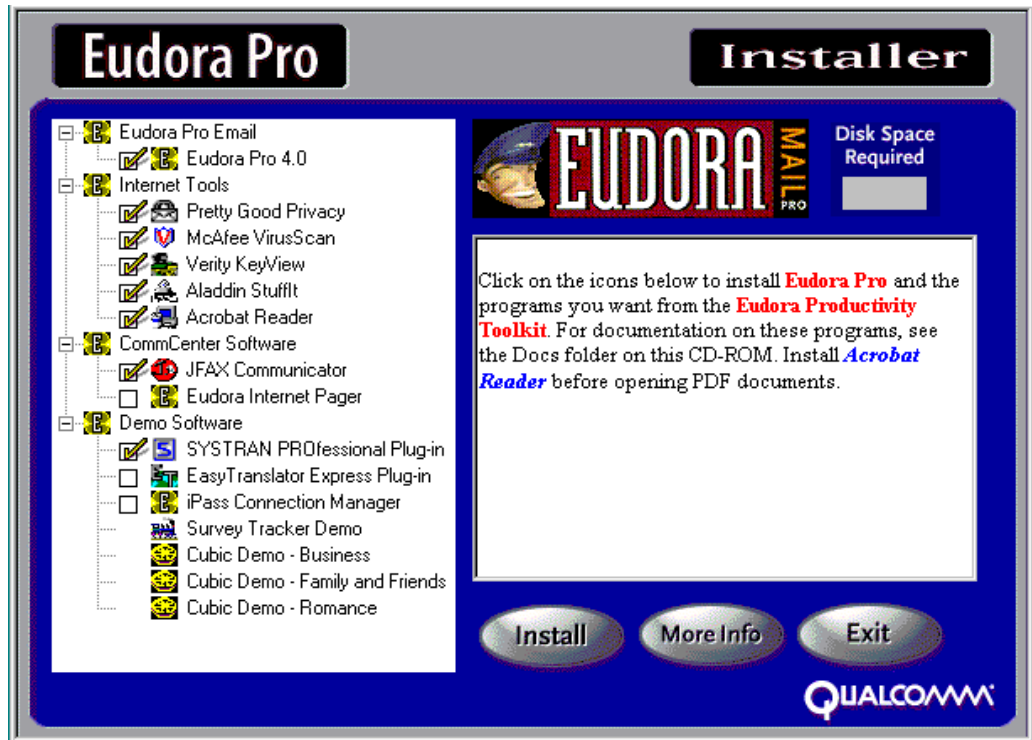 Eudora Pro
Installer
Eudora Pro Email
Eudora Pro 4.0
Internet Tools
Pretty Good Privacy
McAfee VirusScan
Verity KeyView
Aladdin StuffIt
Acrobat Reader
CommCenter Software
JFAX Communicator
Eudora Internet Pager
Demo Software
SYSTRAN PROfessional Plug-in
EasyTranslator Express Plug-in
iPass Connection Manager
Survey Tracker Demo
Cubic Demo - Business
Cubic Demo - Family and Friends
Cubic Demo - Romance
EUDORA
MAIL
PRO
Disk Space
Required
Click on the icons below to install Eudora Pro and the
programs you want from the Eudora Productivity
Toolkit. For documentation on these programs, see
the Docs folder on this CD-ROM. Install Acrobat
Reader before opening PDF documents.
Install
More Info
Exit
QUALCOMM